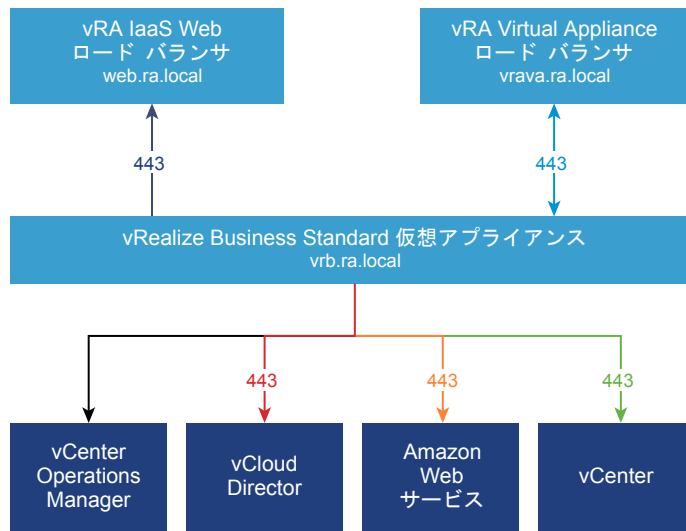 vRA IaaS Web
ロード バランサ
web.ra.local
vRA Virtual Appliance
ロード バランサ
vrava.ra.local
443
443
vRealize Business Standard 仮想アプライアンス
vrb.ra.local
443
443
443
vCenter
Operations
Manager
vCloud
Director
Amazon
Web
サービス
vCenter